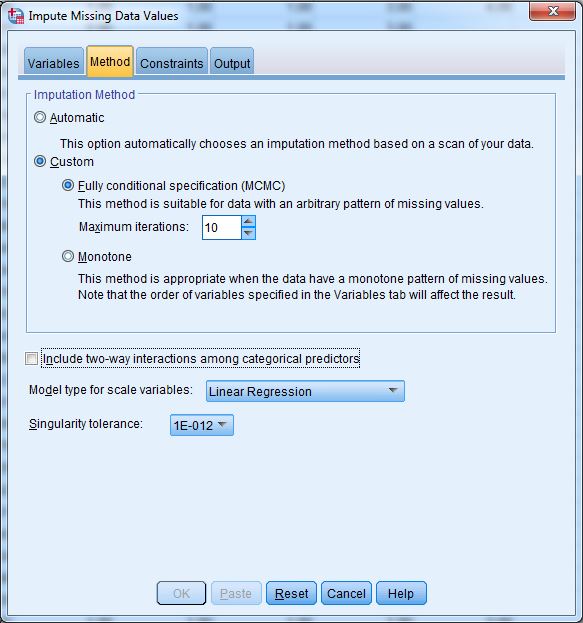 Impute Missing Data Values
Variables Method Constraints Output
Imputation Method
Automatic
This option automatically chooses an imputation method based on a scan of your data.
Custom
Fully conditional specification (MCMC)
This method is suitable for data with an arbitrary pattern of missing values.
Maximum iterations: 10
Monotone
This method is appropriate when the data have a monotone pattern of missing values.
Note that the order of variables specified in the Variables tab will affect the result.
Include two-way interactions among categorical predictors
Model type for scale variables: Linear Regression
Singularity tolerance: 1E-012
OK Paste Reset Cancel Help